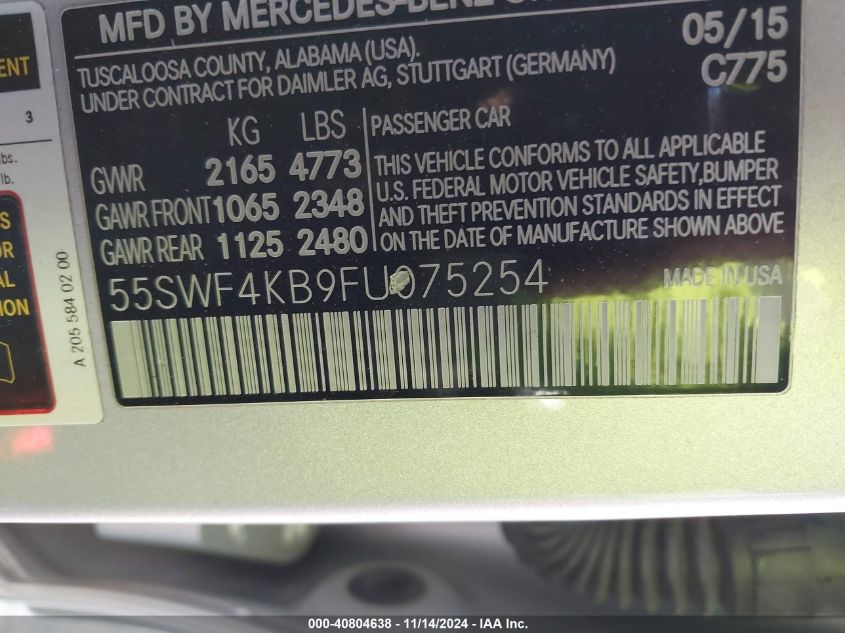 MFD BY MERCEDES-BENZ
05/15
TUSCALOOSA COUNTY, ALABAMA (USA).
C775
UNDER CONTRACT FOR DAIMLER AG, STUTTGART (GERMANY)
KG LBS
GVWR 2165 4773
GAWR FRONT 1065 2348
GAWR REAR 1125 2480
PASSENGER CAR
THIS VEHICLE CONFORMS TO ALL APPLICABLE
U.S. FEDERAL MOTOR VEHICLE SAFETY,BUMPER
AND THEFT PREVENTION STANDARDS IN EFFECT
ON THE DATE OF MANUFACTURE SHOWN ABOVE
55SWF4KB9FU075254
MADE IN USA
3
lb.
A 205 584 02 00
000-40804638 - 11/14/2024 - IAA Inc.